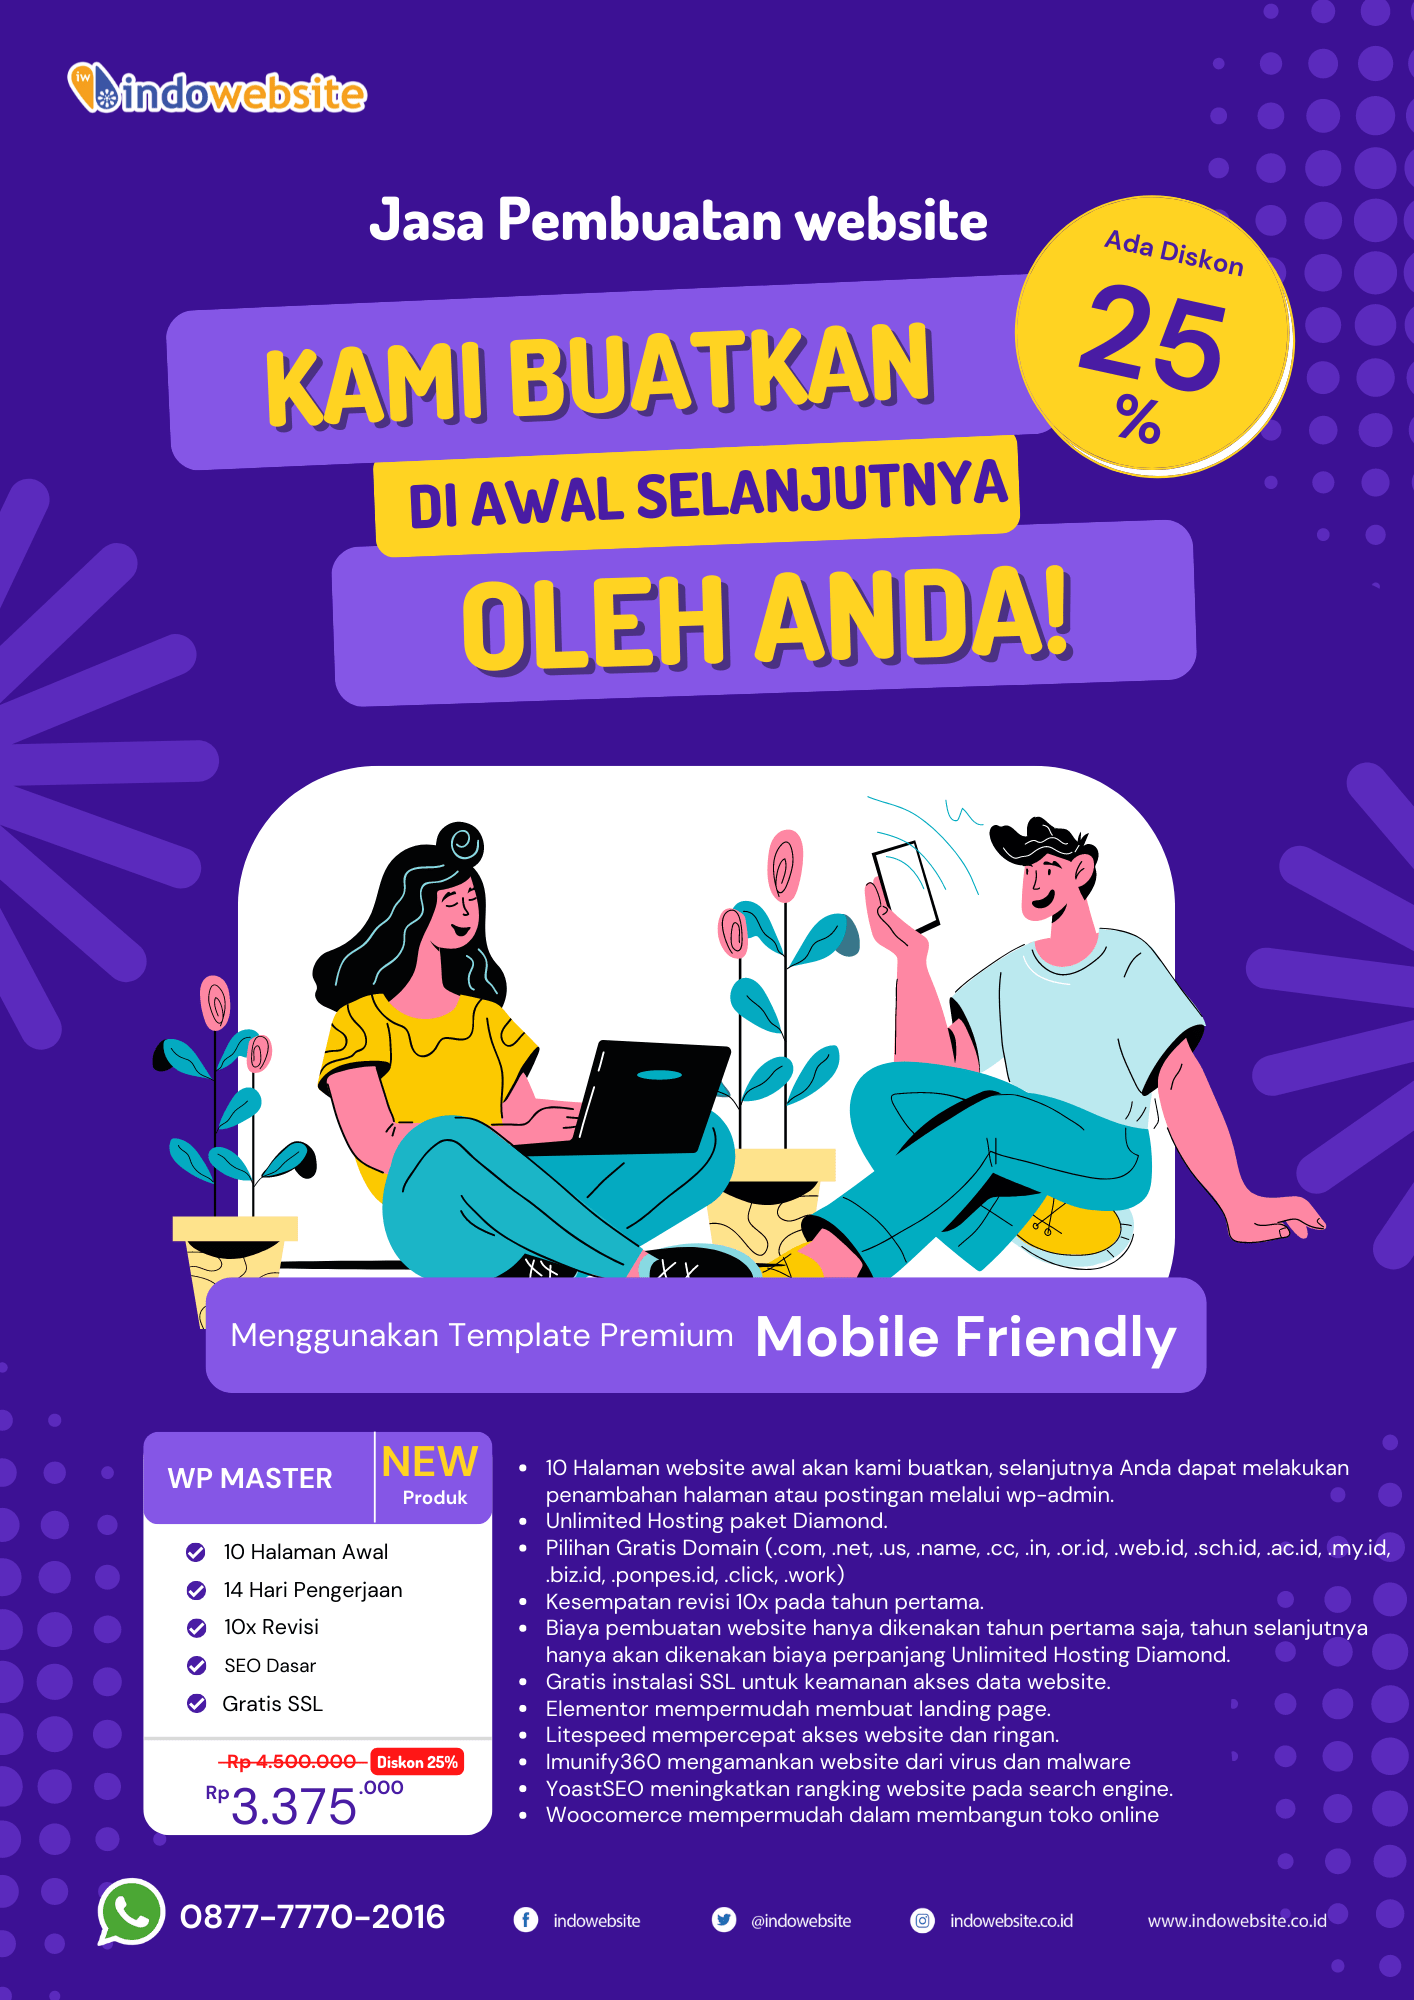 iw
indowebsite
Jasa Pembuatan website
Ada Diskon
25
%
KAMI BUATKAN
DI AWAL SELANJUTNYA
OLEH ANDA!
Menggunakan Template Premium Mobile Friendly
WP MASTER
NEW
Produk
10 Halaman Awal
14 Hari Pengerjaan
10x Revisi
SEO Dasar
Gratis SSL
Rp 4.500.000 Diskon 25%
Rp3.375.000
• 10 Halaman website awal akan kami buatkan, selanjutnya Anda dapat melakukan
penambahan halaman atau postingan melalui wp-admin.
• Unlimited Hosting paket Diamond.
• Pilihan Gratis Domain (.com, .net, .us, .name, .cc, .in, .or.id, .web.id, .sch.id, .ac.id, .my.id,
.biz.id, .ponpes.id, .click, .work)
• Kesempatan revisi 10x pada tahun pertama.
• Biaya pembuatan website hanya dikenakan tahun pertama saja, tahun selanjutnya
hanya akan dikenakan biaya perpanjang Unlimited Hosting Diamond.
• Gratis instalasi SSL untuk keamanan akses data website.
• Elementor mempermudah membuat landing page.
• Litespeed mempercepat akses website dan ringan.
• Imunify360 mengamankan website dari virus dan malware
• YoastSEO meningkatkan rangking website pada search engine.
• Woocomerce mempermudah dalam membangun toko online
0877-7770-2016
indowebsite
@indowebsite
indowebsite.co.id
www.indowebsite.co.id